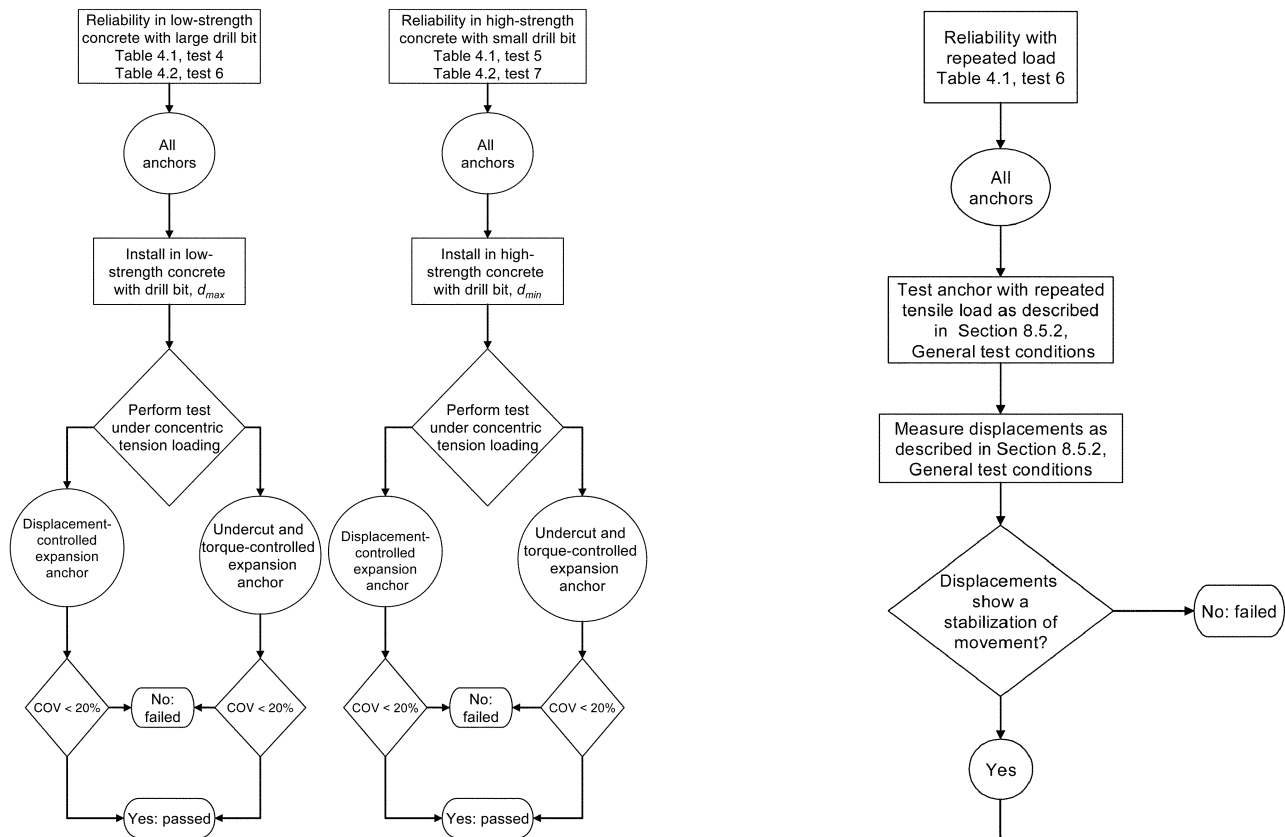 Reliability in low-strength
concrete with large drill bit
Table 4.1, test 4
Table 4.2, test 6
All
anchors
Install in low-
strength concrete
with drill bit, dmax
Perform test
under concentric
tension loading
Displacement-
controlled
expansion
anchor
Undercut and
torque-controlled
expansion
anchor
COV < 20%
No:
failed
COV < 20%
Yes: passed
Reliability in high-strength
concrete with small drill bit
Table 4.1, test 5
Table 4.2, test 7
All
anchors
Install in high-
strength concrete
with drill bit, dmin
Perform test
under concentric
tension loading
Displacement-
controlled
expansion
anchor
Undercut and
torque-controlled
expansion
anchor
COV < 20%
No:
failed
COV < 20%
Yes: passed
Reliability with
repeated load
Table 4.1, test 6
All
anchors
Test anchor with repeated
tensile load as described
in Section 8.5.2,
General test conditions
Measure displacements as
described in Section 8.5.2,
General test conditions
Displacements
show a
stabilization of
movement?
No: failed
Yes